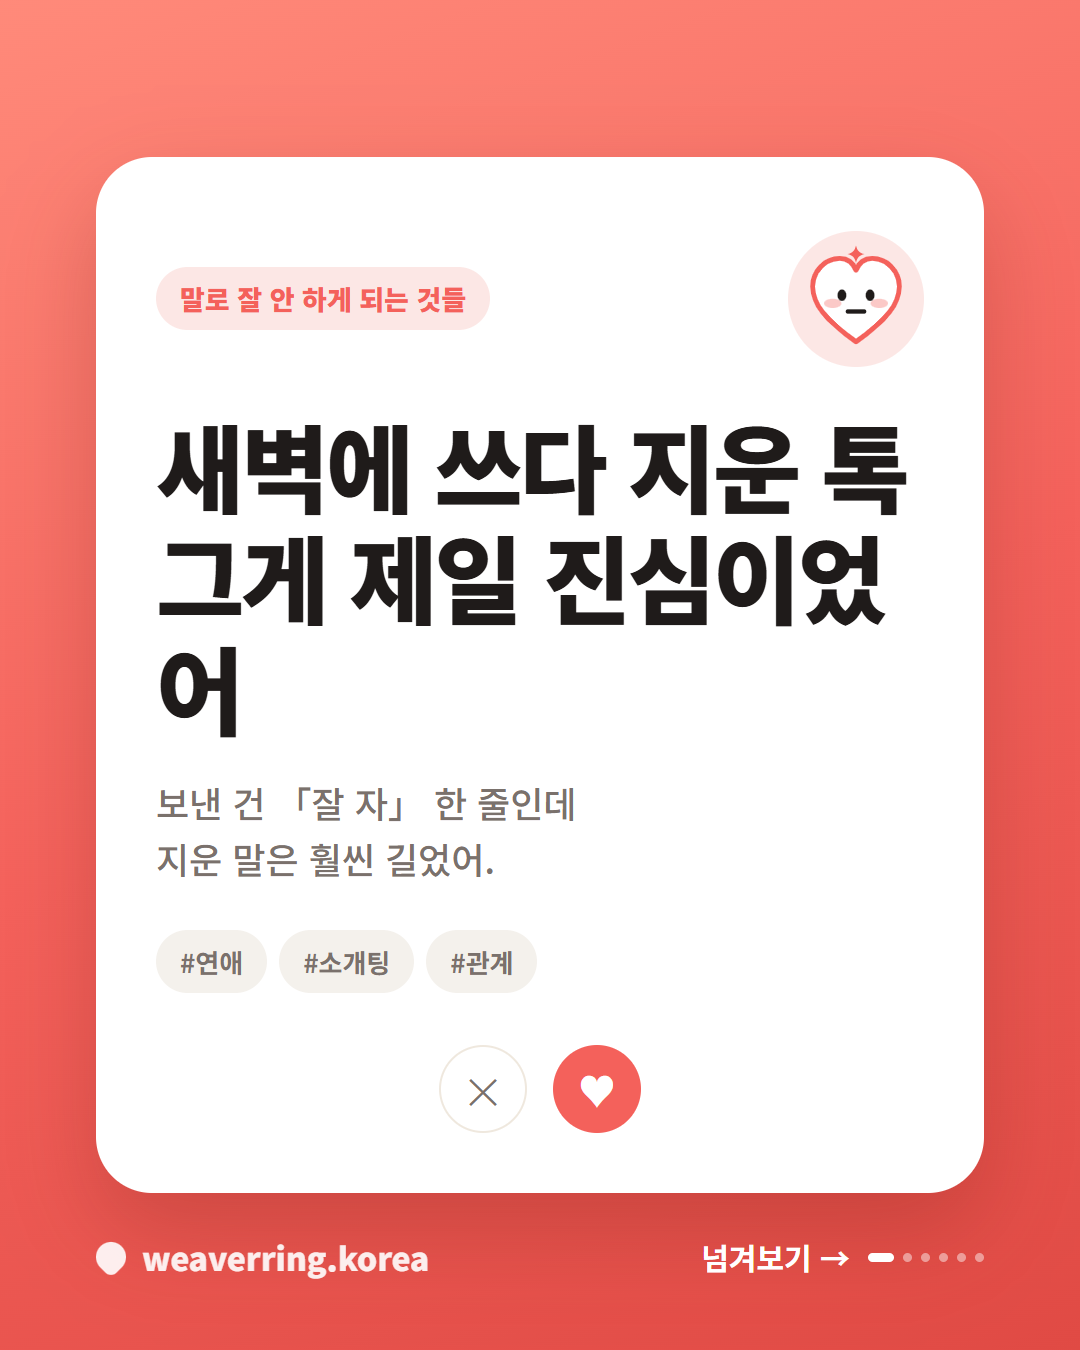 말로 잘 안 하게 되는 것들
새벽에 쓰다 지운 톡
그게 제일 진심이었
어
보낸 건 「잘 자」 한 줄인데
지운 말은 훨씬 길었어.
#연애 #소개팅 #관계
weaverring.korea
넘겨보기 →